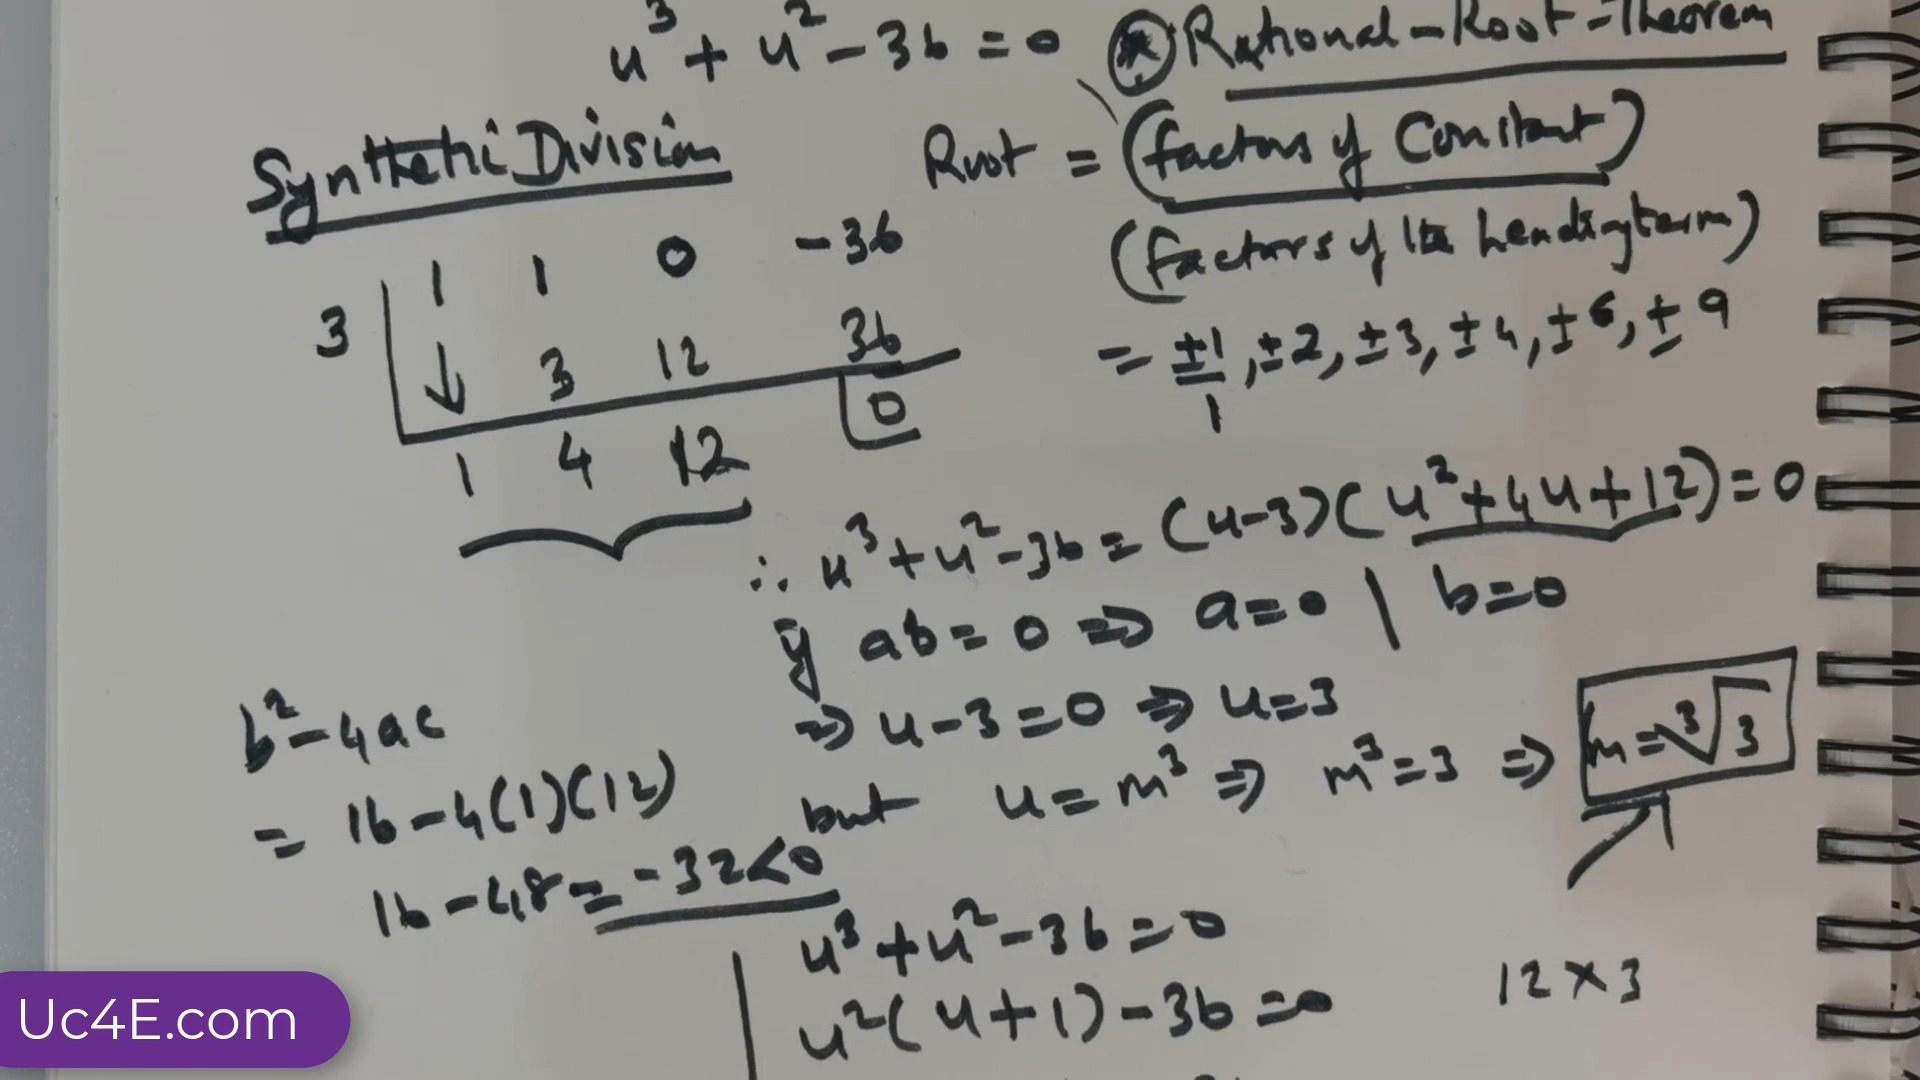 u³ + u² - 36 = 0
* Rational-Root-Theorem
Synthetic Division
Root = (factors of Constant)
(factors of the Leading term)
1 1 0 -36
3
↓ 3 12 36
1 4 12 0
= ±1/1, ±2, ±3, ±4, ±6, ±9
∴ u³ + u² - 36 = (u-3)(u² + 4u + 12) = 0
if ab = 0 ⇒ a = 0 | b = 0
⇒ u - 3 = 0 ⇒ u = 3
but u = m³ ⇒ m³ = 3 ⇒ m = ³√3
b² - 4ac
= 16 - 4(1)(12)
16 - 48 = -32 < 0
u³ + u² - 36 = 0
u²(u + 1) - 36 = 0
12 × 3
Uc4E.com